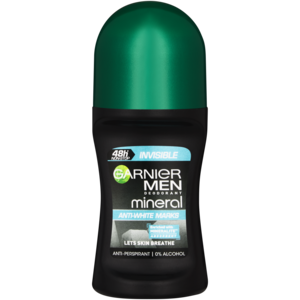 48H
INVISIBLE
GARNIER
MEN
DEODORANT
mineral
ANTI-WHITE MARKS
LETS SKIN BREATHE
ANTI-PERSPIRANT | 0% ALCOHOL